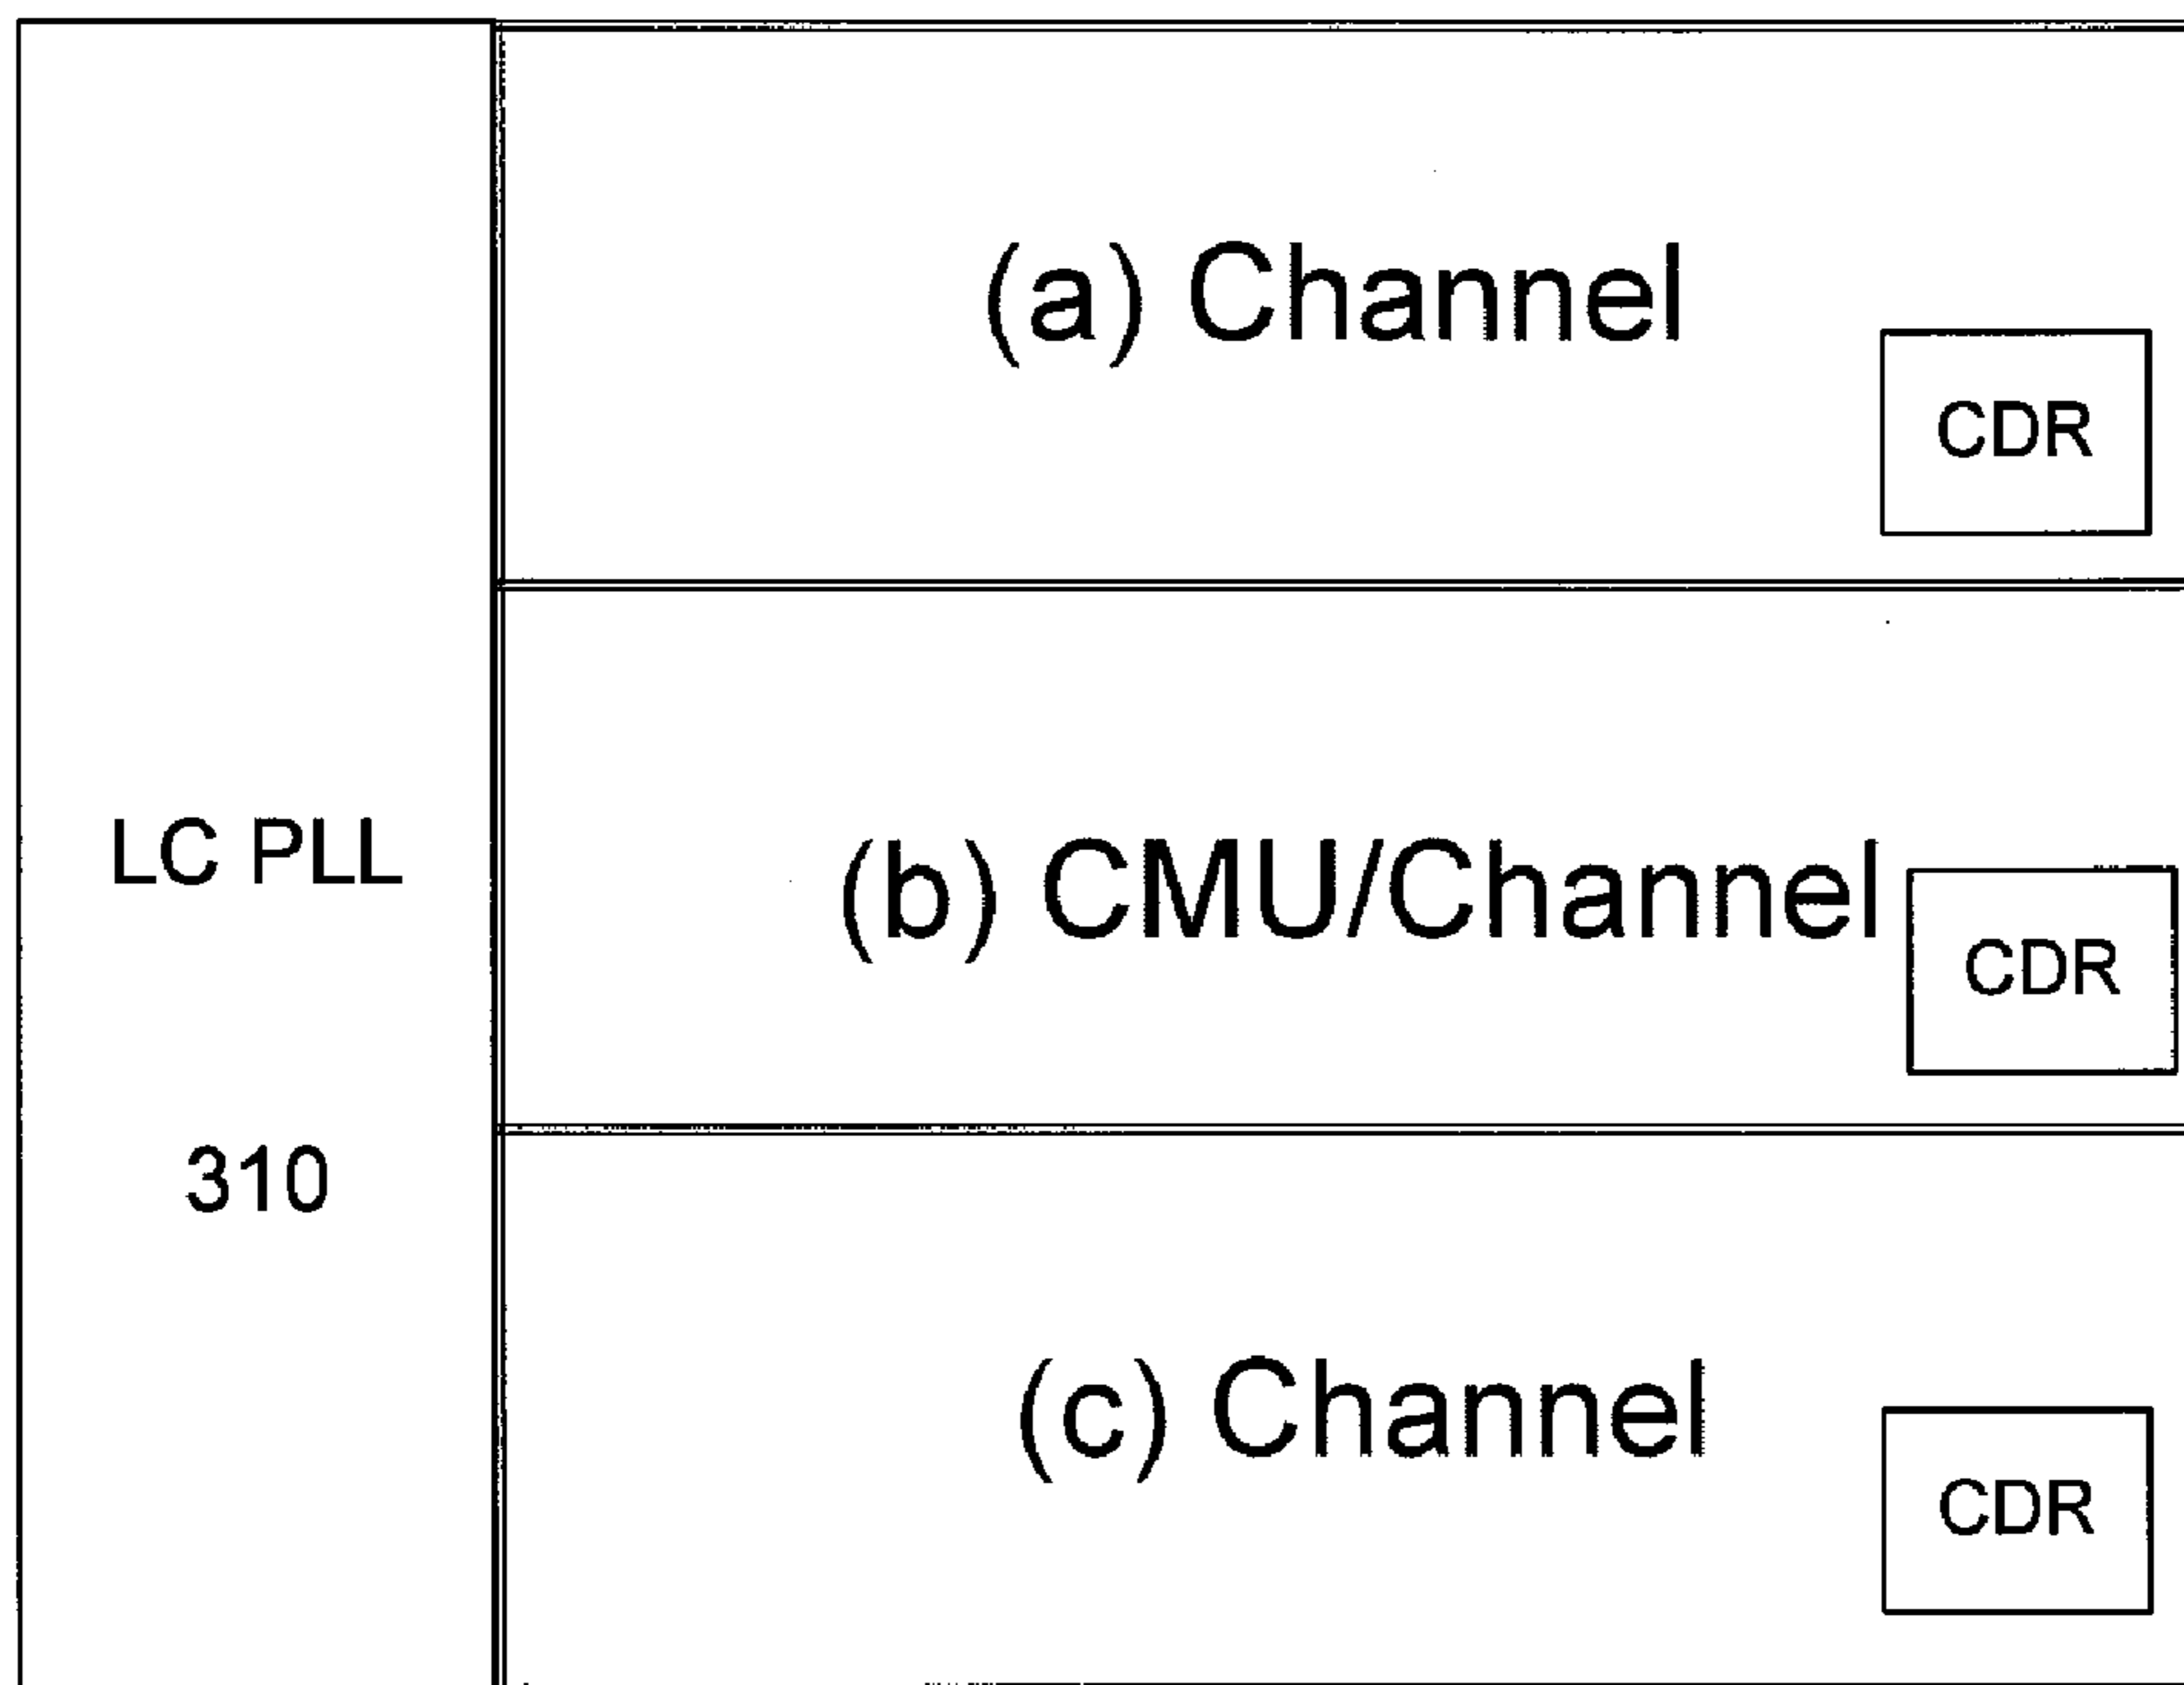 (a) Channel
CDR
LC PLL
310
(b) CMU/Channel
CDR
(c) Channel
CDR